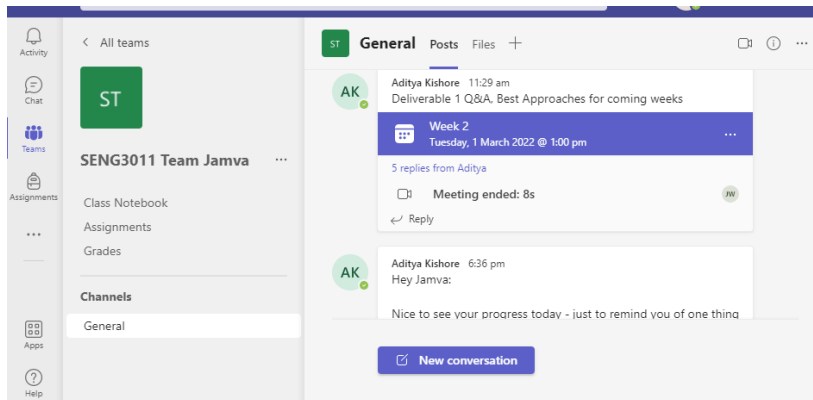 Activity
Chat
Teams
Assignments
...
Apps
Help
< All teams
ST
SENG3011 Team Jamva ...
Class Notebook
Assignments
Grades
Channels
General
ST General Posts Files +
...
AK
Aditya Kishore 11:29 am
Deliverable 1 Q&A, Best Approaches for coming weeks
Week 2
Tuesday, 1 March 2022 @ 1:00 pm
...
5 replies from Aditya
Meeting ended: 8s
JW
Reply
AK
Aditya Kishore 6:36 pm
Hey Jamva:
Nice to see your progress today - just to remind you of one thing
New conversation